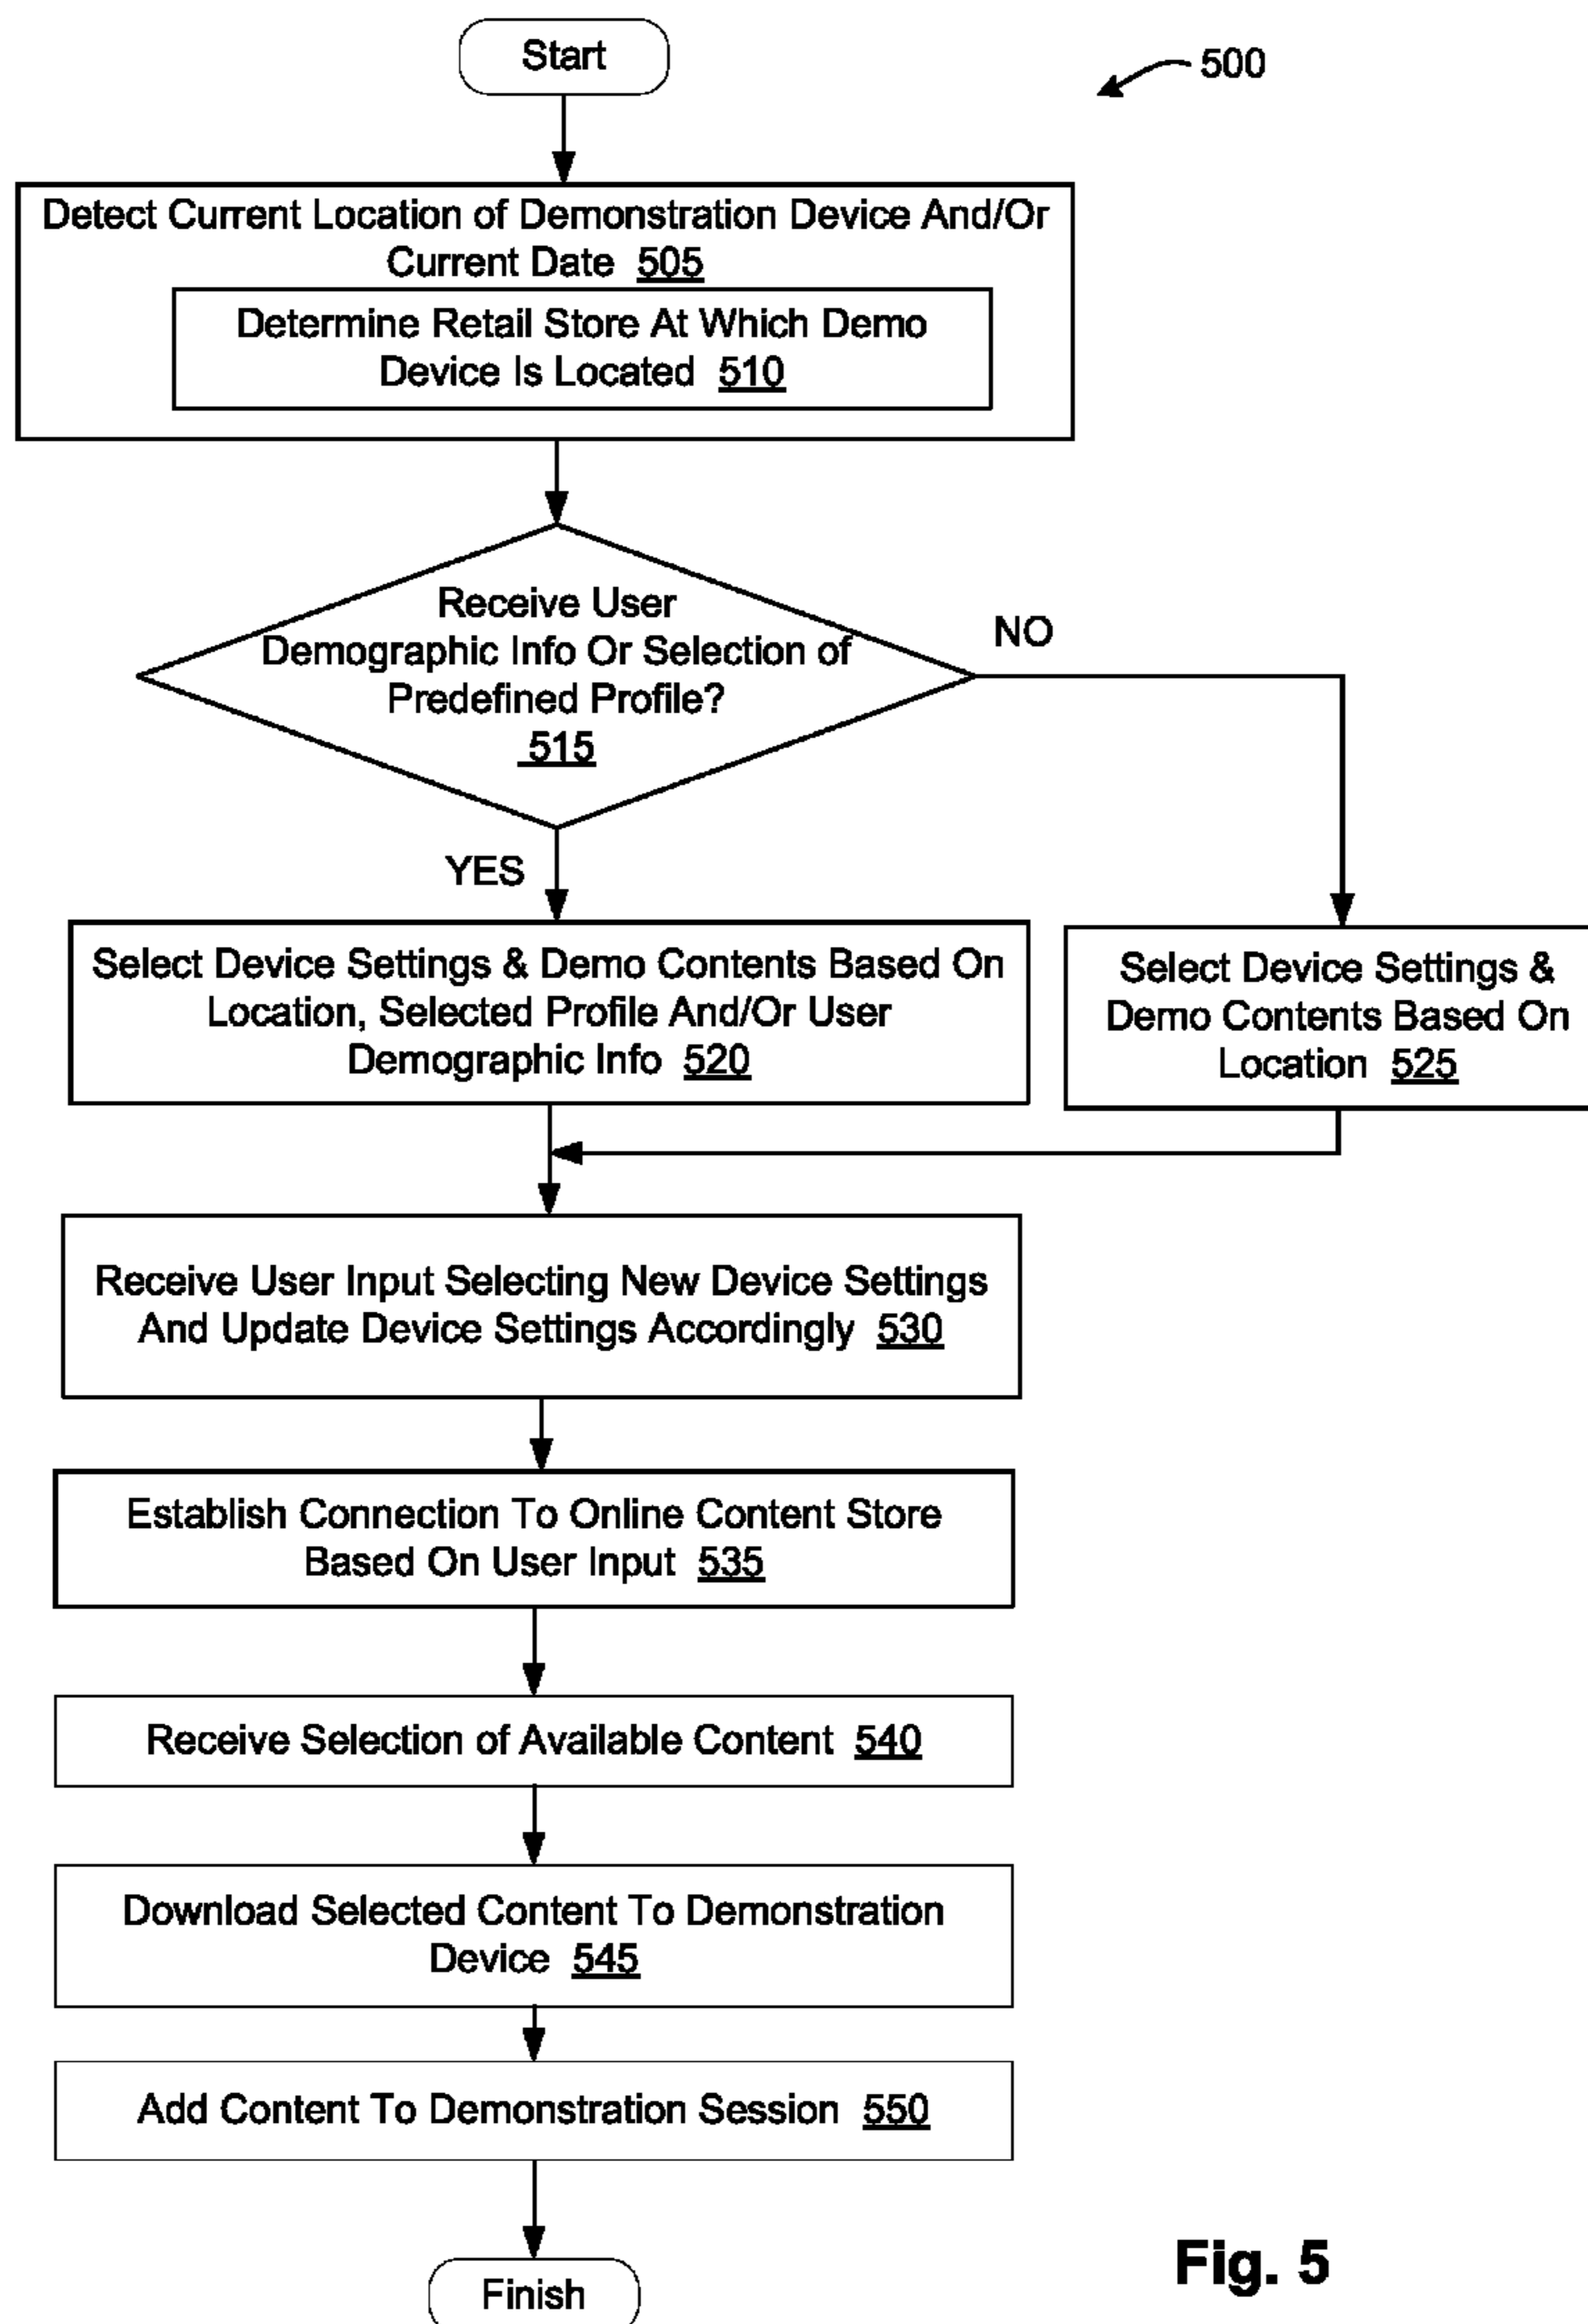 Start
500
Detect Current Location of Demonstration Device And/Or
Current Date 505
Determine Retail Store At Which Demo
Device Is Located 510
Receive User
Demographic Info Or Selection of
Predefined Profile?
515
NO
YES
Select Device Settings & Demo Contents Based On
Location, Selected Profile And/Or User
Demographic Info 520
Select Device Settings &
Demo Contents Based On
Location 525
Receive User Input Selecting New Device Settings
And Update Device Settings Accordingly 530
Establish Connection To Online Content Store
Based On User Input 535
Receive Selection of Available Content 540
Download Selected Content To Demonstration
Device 545
Add Content To Demonstration Session 550
Finish
Fig. 5